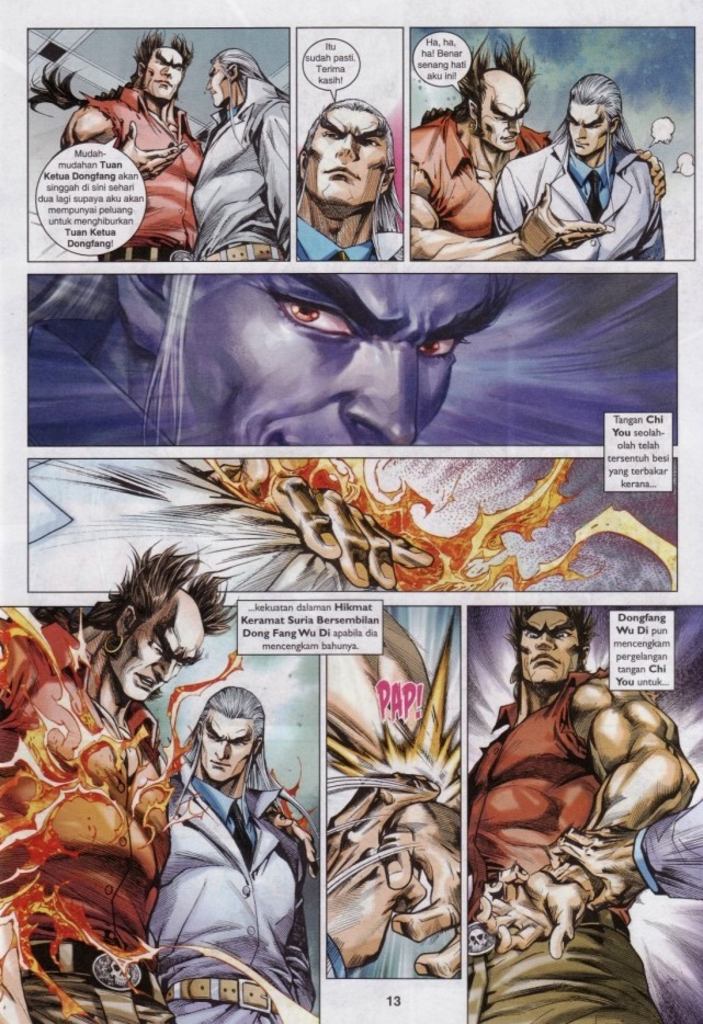 Mudah-
mudahan Tuan
Ketua Dongfang akan
singgah di sini sehari
dua lagi supaya aku akan
mempunyai peluang
untuk menghiburkan
Tuan Ketua
Dongfang!
Itu
sudah pasti.
Terima
kasih!
Ha, ha,
ha! Benar
senang hati
aku ini!
Tangan Chi
You seolah-
olah telah
tersentuh besi
yang terbakar
kerana...
...kekuatan dalaman Hikmat
Keramat Suria Bersembilan
Dong Fang Wu Di apabila dia
mencengkam bahunya.
PAP!
Dongfang
Wu Di pun
mencengkam
pergelangan
tangan Chi
You untuk...
13